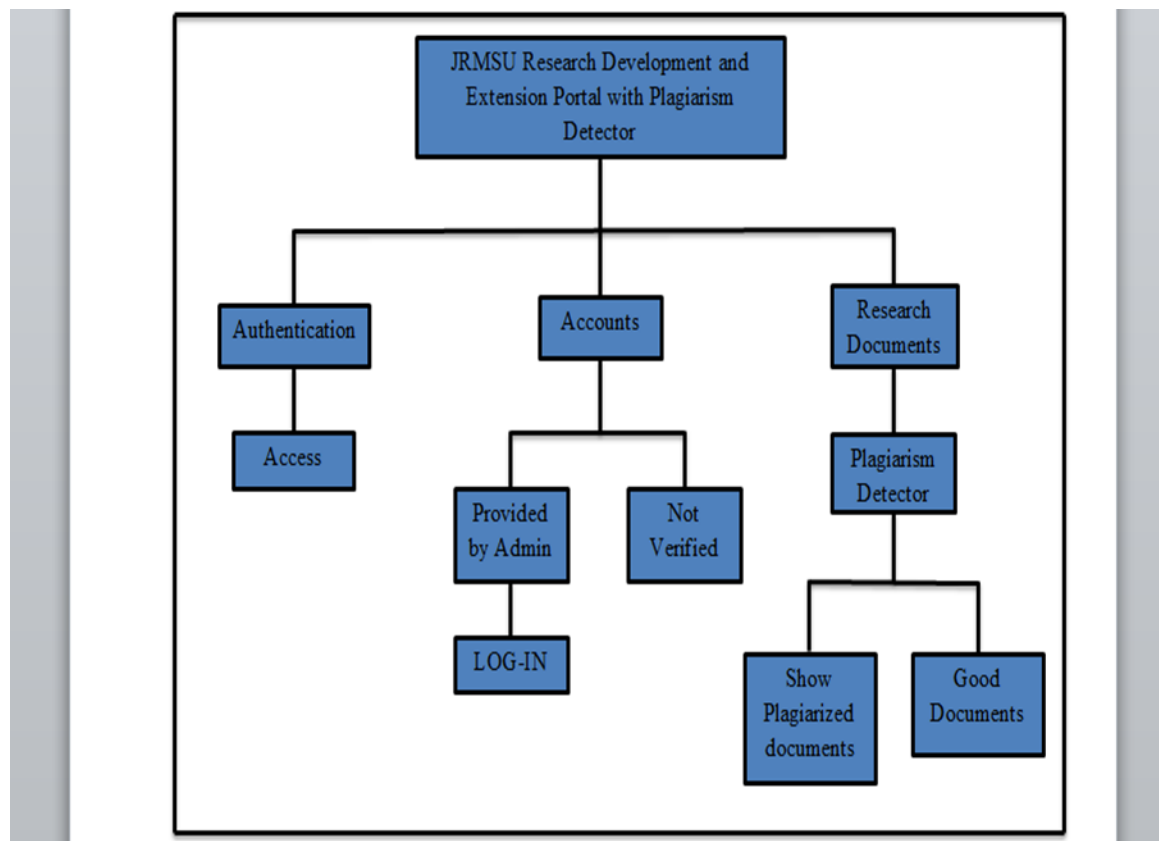 JRMSU Research Development and
Extension Portal with Plagiarism
Detector
Authentication
Accounts
Research
Documents
Access
Plagiarism
Detector
Provided
by Admin
Not
Verified
LOG-IN
Show
Plagiarized
documents
Good
Documents